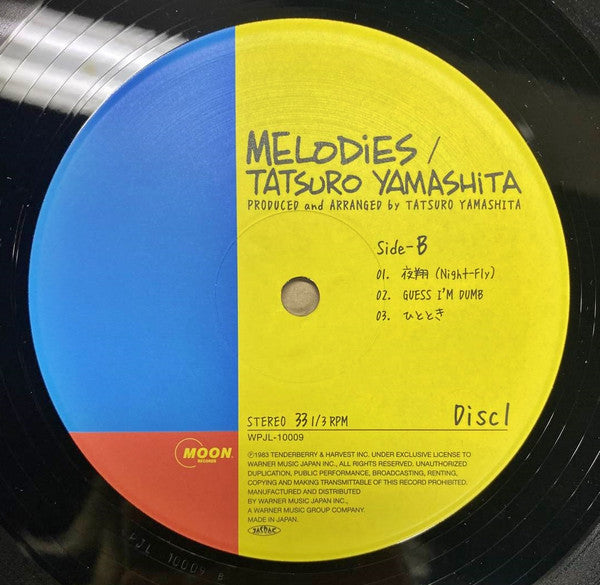 MELODiES /
TATSURO YAMASHiTA
PRODUCED and ARRANGED by TATSURO YAMASHITA
Side-B
01. 夜翔 (Night-Fly)
02. GUESS I'M DUMB
03. ひととき
STEREO 33 1/3 RPM
Disc1
WPJL-10009
MOON
RECORDS
℗1983 TENDERBERRY & HARVEST INC. UNDER EXCLUSIVE LICENSE TO
WARNER MUSIC JAPAN INC., ALL RIGHTS RESERVED. UNAUTHORIZED
DUPLICATION, PUBLIC PERFORMANCE, BROADCASTING, RENTING,
COPYING AND MAKING TRANSMITTABLE OF THIS RECORD PROHIBITED.
MANUFACTURED AND DISTRIBUTED
BY WARNER MUSIC JAPAN INC.,
A WARNER MUSIC GROUP COMPANY.
MADE IN JAPAN.
JASRAC
PJL 10009 B